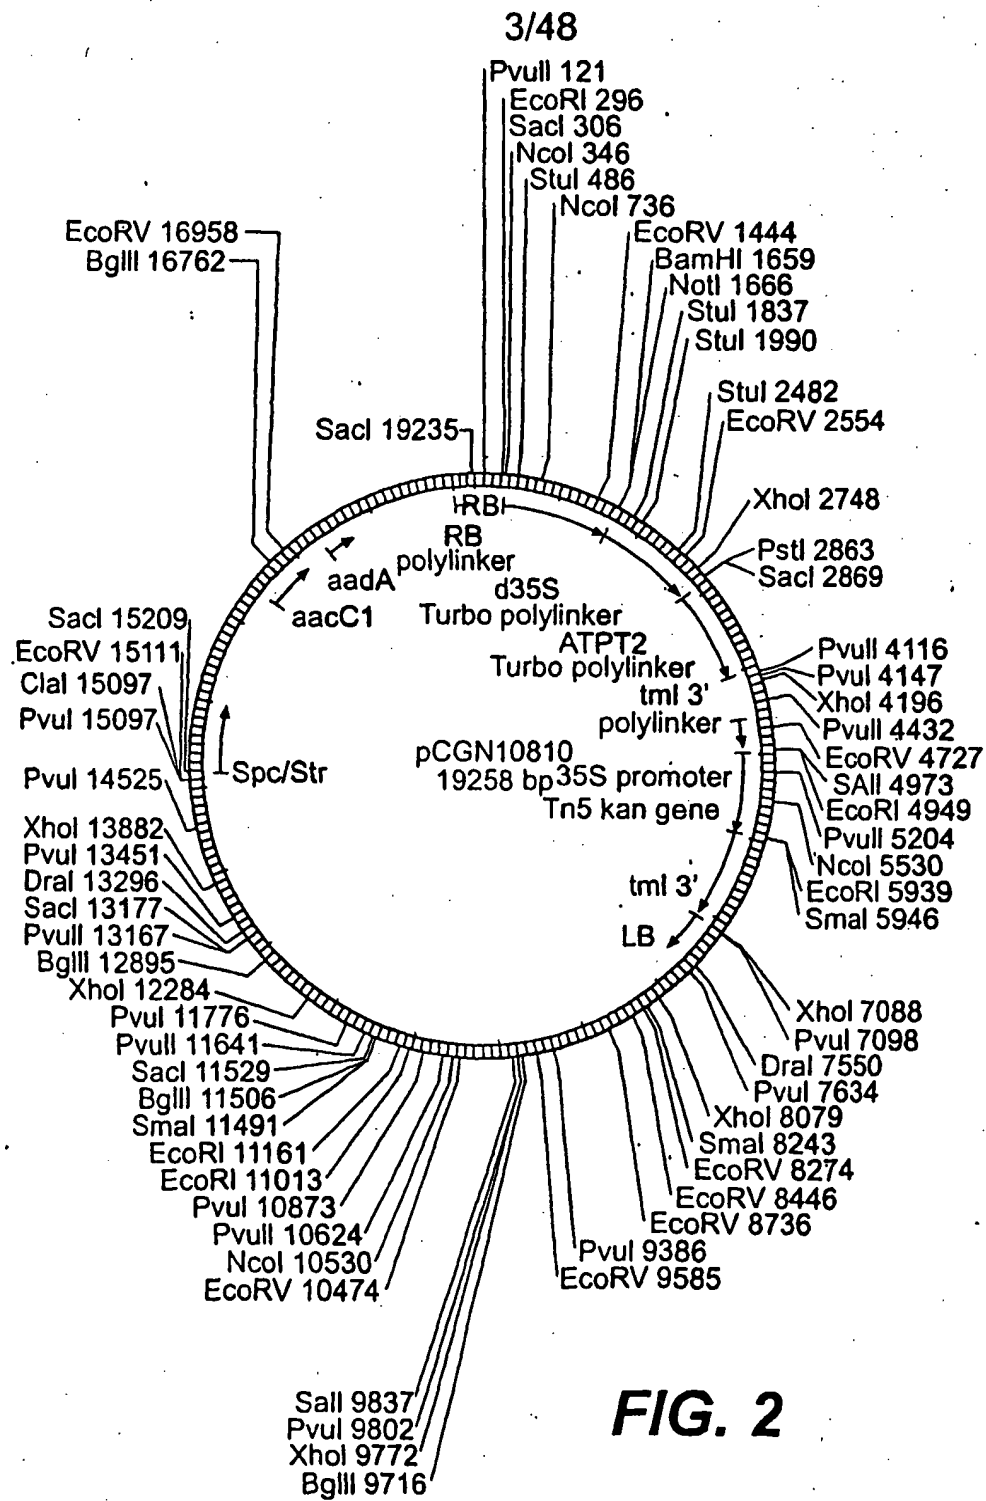 3/48
PvuII 121
EcoRI 296
SacI 306
NcoI 346
StuI 486
NcoI 736
EcoRV 1444
BamHI 1659
NotI 1666
StuI 1837
StuI 1990
StuI 2482
EcoRV 2554
XhoI 2748
PstI 2863
SacI 2869
PvuII 4116
PvuI 4147
XhoI 4196
PvuII 4432
EcoRV 4727
SAlI 4973
EcoRI 4949
PvuII 5204
NcoI 5530
EcoRI 5939
SmaI 5946
XhoI 7088
PvuI 7098
DraI 7550
PvuI 7634
XhoI 8079
SmaI 8243
EcoRV 8274
EcoRV 8446
EcoRV 8736
PvuI 9386
EcoRV 9585
SalI 9837
PvuI 9802
XhoI 9772
BglII 9716
EcoRV 10474
NcoI 10530
PvuII 10624
PvuI 10873
EcoRI 11013
EcoRI 11161
SmaI 11491
BglII 11506
SacI 11529
PvuII 11641
PvuI 11776
XhoI 12284
BglII 12895
PvuII 13167
SacI 13177
DraI 13296
PvuI 13451
XhoI 13882
PvuI 14525
PvuI 15097
ClaI 15097
EcoRV 15111
SacI 15209
BglII 16762
EcoRV 16958
SacI 19235
RB
RB
polylinker
d35S
Turbo polylinker
ATPT2
Turbo polylinker
tml 3'
polylinker
35S promoter
Tn5 kan gene
tml 3'
LB
pCGN10810
19258 bp
aadA
aacC1
Spc/Str
FIG. 2